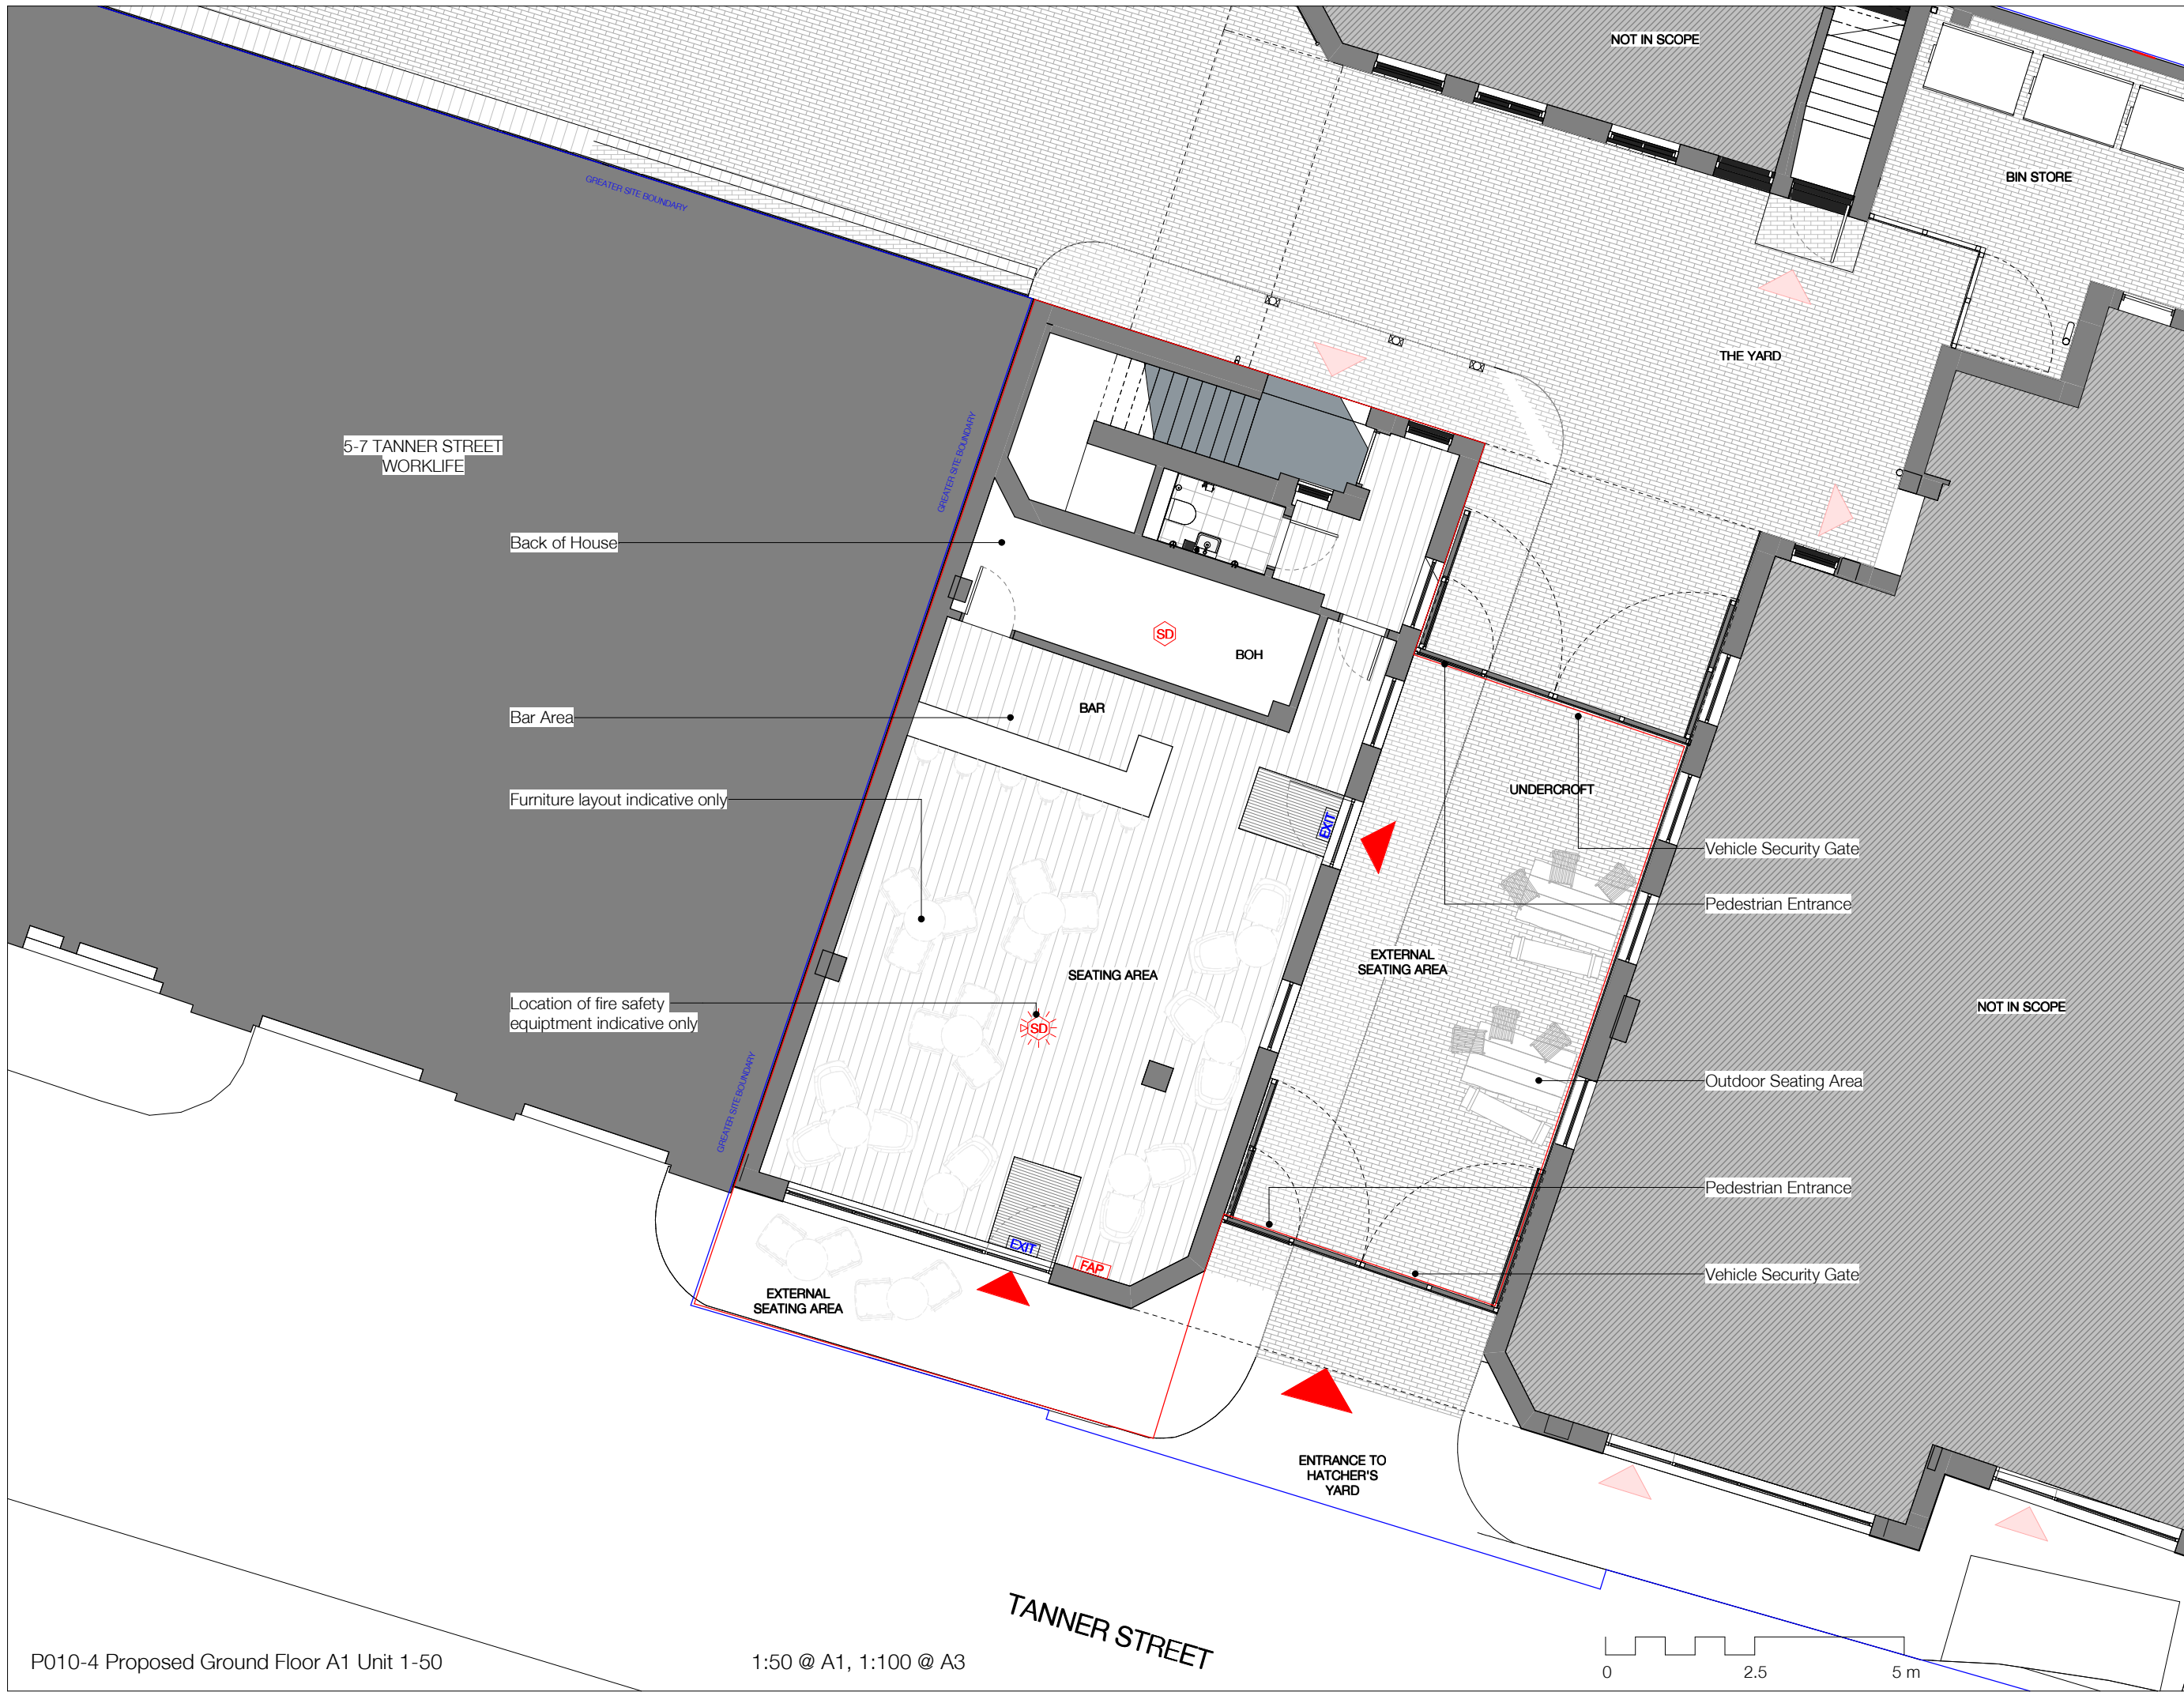 NOT IN SCOPE
BIN STORE
GREATER SITE BOUNDARY
THE YARD
5-7 TANNER STREET
WORKLIFE
GREATER SITE BOUNDARY
Back of House
SD
BOH
BAR
Bar Area
UNDERCROFT
Furniture layout indicative only
EXIT
Vehicle Security Gate
Pedestrian Entrance
EXTERNAL
SEATING AREA
SEATING AREA
NOT IN SCOPE
Location of fire safety
equiptment indicative only
SD
Outdoor Seating Area
GREATER SITE BOUNDARY
Pedestrian Entrance
EXIT
FAP
Vehicle Security Gate
EXTERNAL
SEATING AREA
ENTRANCE TO
HATCHER'S
YARD
TANNER STREET
P010-4 Proposed Ground Floor A1 Unit 1-50
1:50 @ A1, 1:100 @ A3
0 2.5 5 m